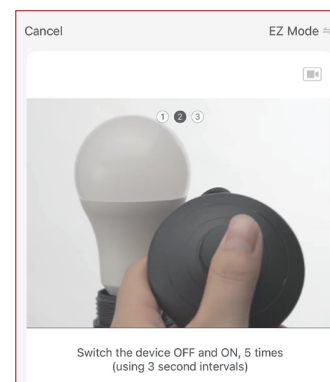 Cancel EZ Mode
1 2 3
Switch the device OFF and ON, 5 times
(using 3 second intervals)